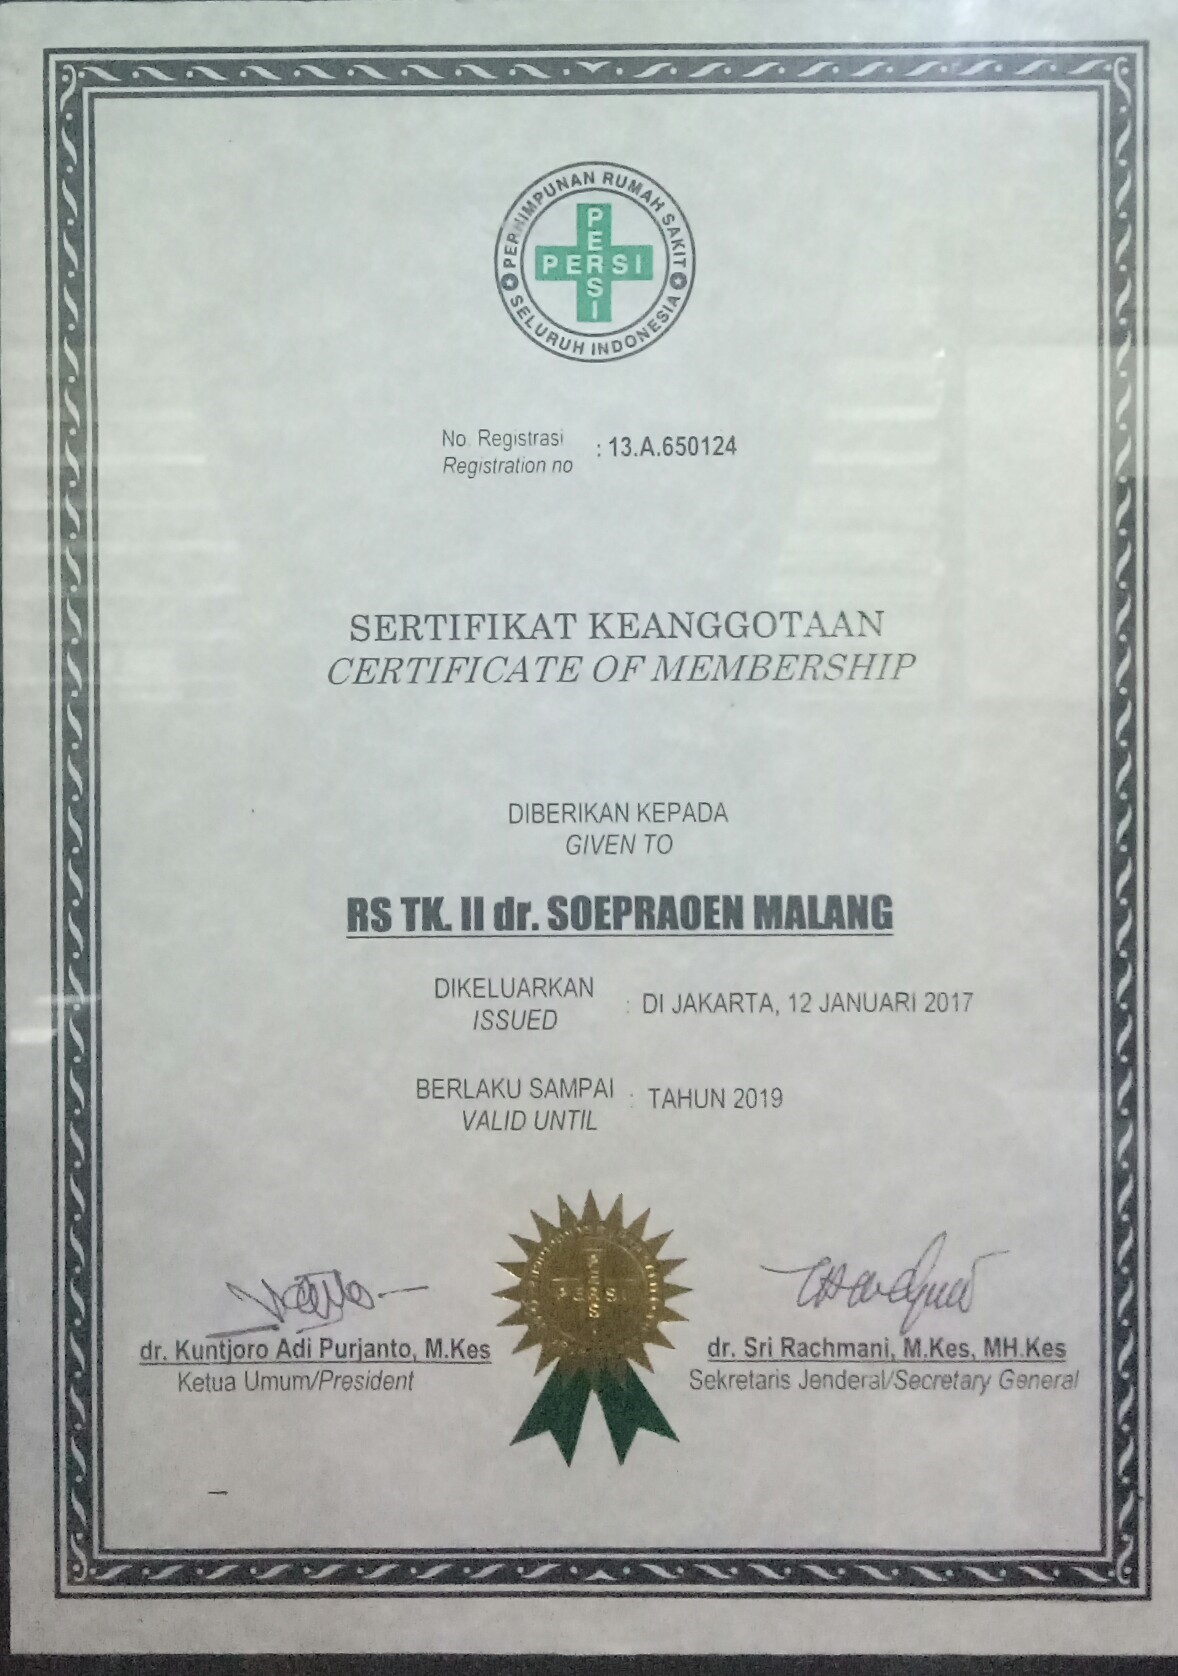 PERHIMPUNAN RUMAH SAKIT
SELURUH INDONESIA
PERSI
PERSI
No. Registrasi
Registration no
: 13.A.650124
SERTIFIKAT KEANGGOTAAN
CERTIFICATE OF MEMBERSHIP
DIBERIKAN KEPADA
GIVEN TO
RS TK. II dr. SOEPRAOEN MALANG
DIKELUARKAN
ISSUED
: DI JAKARTA, 12 JANUARI 2017
BERLAKU SAMPAI
VALID UNTIL
: TAHUN 2019
PERSI
dr. Kuntjoro Adi Purjanto, M.Kes
Ketua Umum/President
dr. Sri Rachmani, M.Kes, MH.Kes
Sekretaris Jenderal/Secretary General